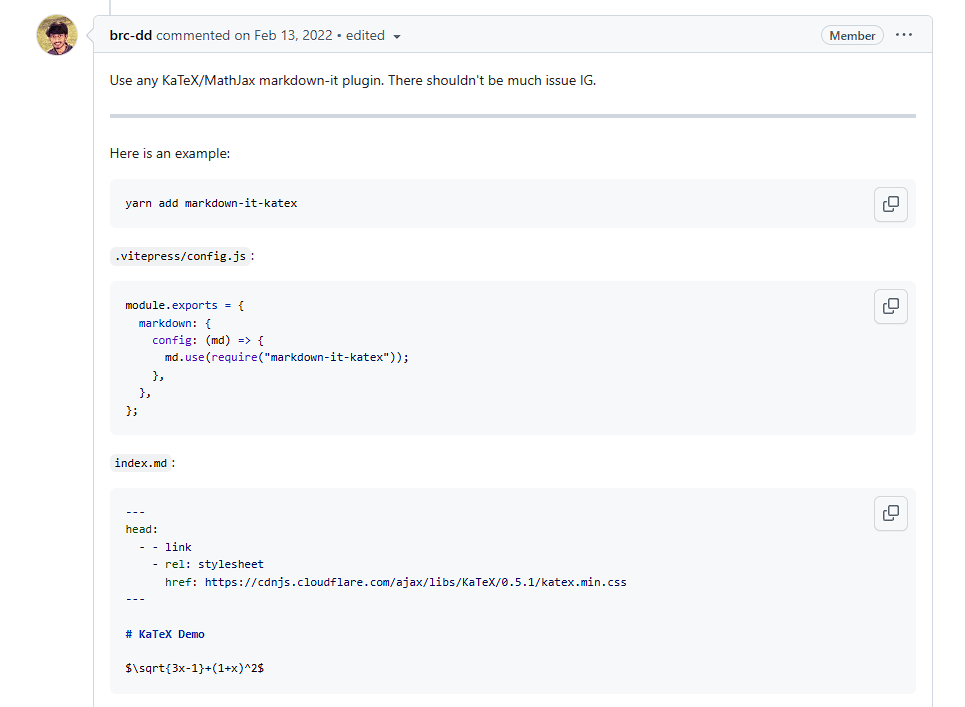 brc-dd commented on Feb 13, 2022 • edited
Member
Use any KaTeX/MathJax markdown-it plugin. There shouldn't be much issue IG.
Here is an example:
yarn add markdown-it-katex
.vitepress/config.js:
module.exports = {
  markdown: {
    config: (md) => {
      md.use(require("markdown-it-katex"));
    },
  },
};
index.md:
---
head:
  - - link
    - rel: stylesheet
      href: https://cdnjs.cloudflare.com/ajax/libs/KaTeX/0.5.1/katex.min.css
---
# KaTeX Demo
$\sqrt{3x-1}+(1+x)^2$